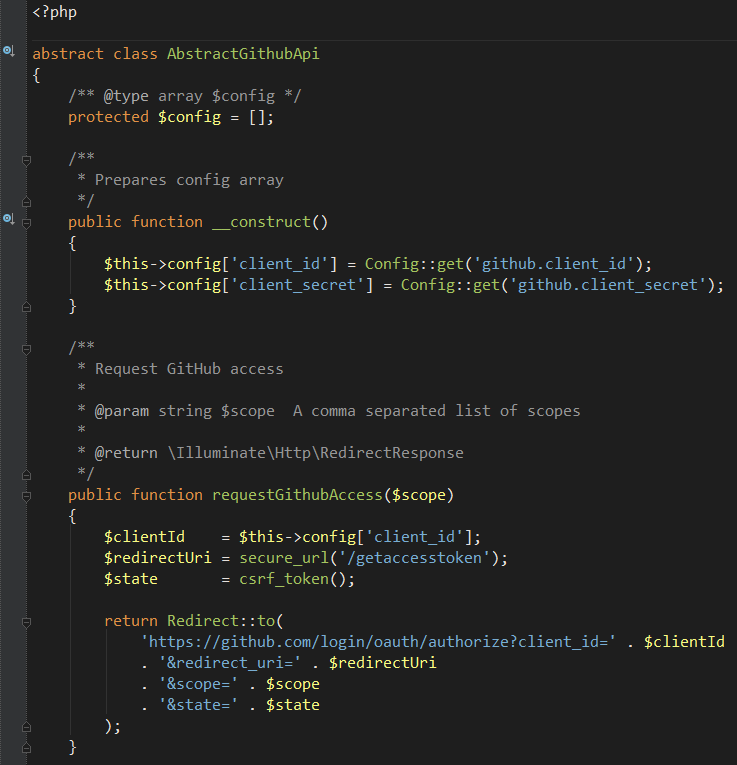 <?php
abstract class AbstractGithubApi
{
    /** @type array $config */
    protected $config = [];

    /**
     * Prepares config array
     */
    public function __construct()
    {
        $this->config['client_id'] = Config::get('github.client_id');
        $this->config['client_secret'] = Config::get('github.client_secret');
    }

    /**
     * Request GitHub access
     *
     * @param string $scope  A comma separated list of scopes
     *
     * @return \Illuminate\Http\RedirectResponse
     */
    public function requestGithubAccess($scope)
    {
        $clientId    = $this->config['client_id'];
        $redirectUri = secure_url('/getaccesstoken');
        $state       = csrf_token();

        return Redirect::to(
            'https://github.com/login/oauth/authorize?client_id=' . $clientId
            . '&redirect_uri=' . $redirectUri
            . '&scope=' . $scope
            . '&state=' . $state
        );
    }